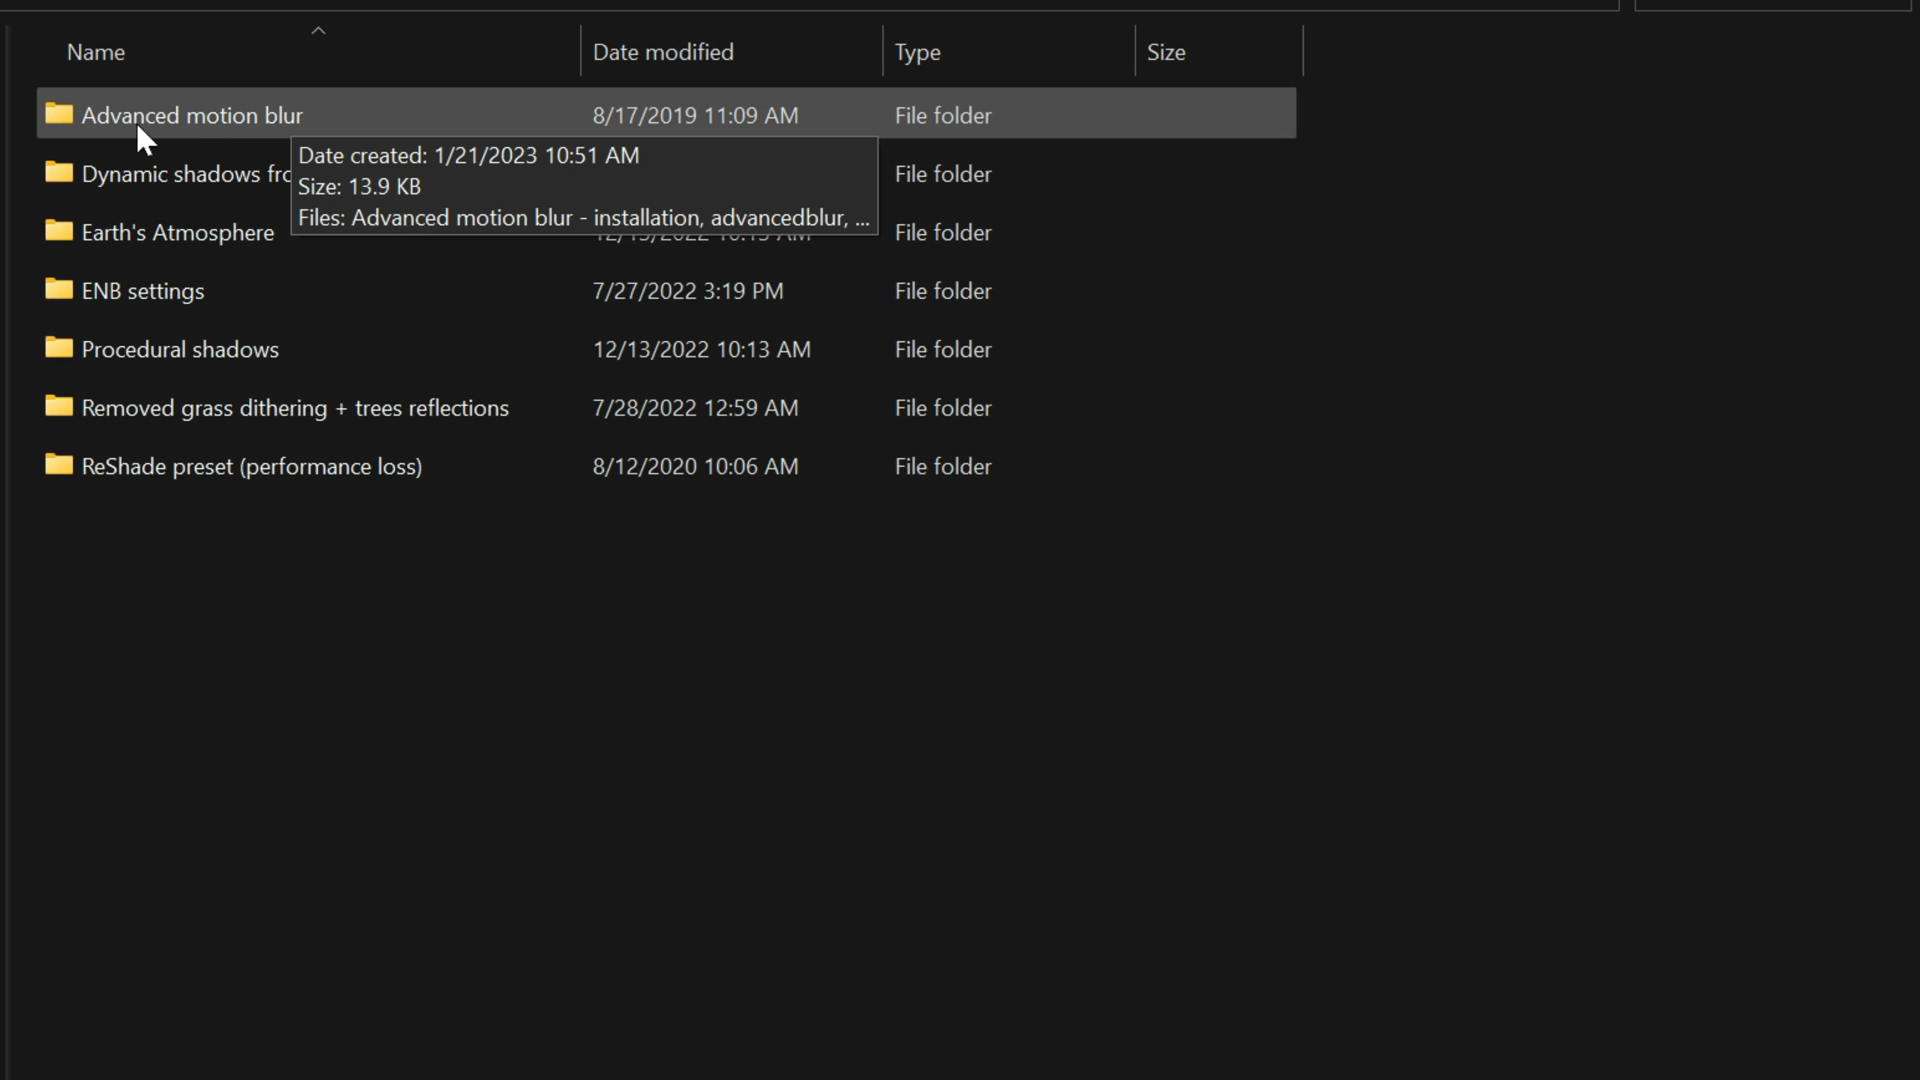 Name Date modified Type Size
Advanced motion blur 8/17/2019 11:09 AM File folder
Date created: 1/21/2023 10:51 AM
Dynamic shadows File folder
Size: 13.9 KB
Files: Advanced motion blur - installation, advancedblur, ...
Earth's Atmosphere File folder
ENB settings 7/27/2022 3:19 PM File folder
Procedural shadows 12/13/2022 10:13 AM File folder
Removed grass dithering + trees reflections 7/28/2022 12:59 AM File folder
ReShade preset (performance loss) 8/12/2020 10:06 AM File folder